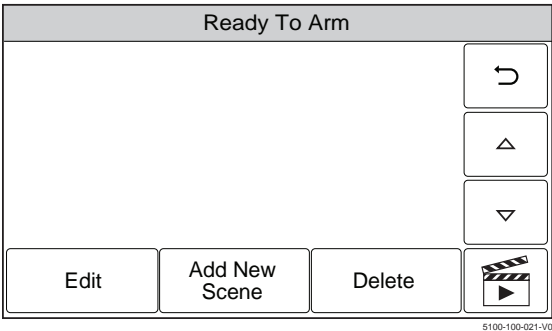 Ready To Arm
Edit
Add New
Scene
Delete
5100-100-021-V0